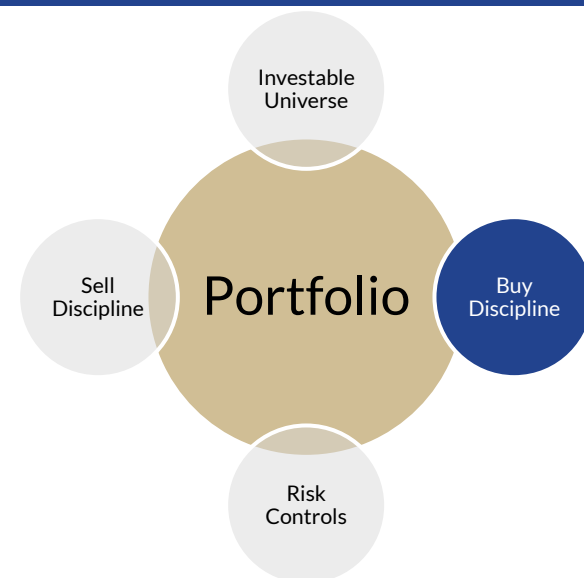 Investable
Universe
Sell
Discipline
Portfolio
Buy
Discipline
Risk
Controls